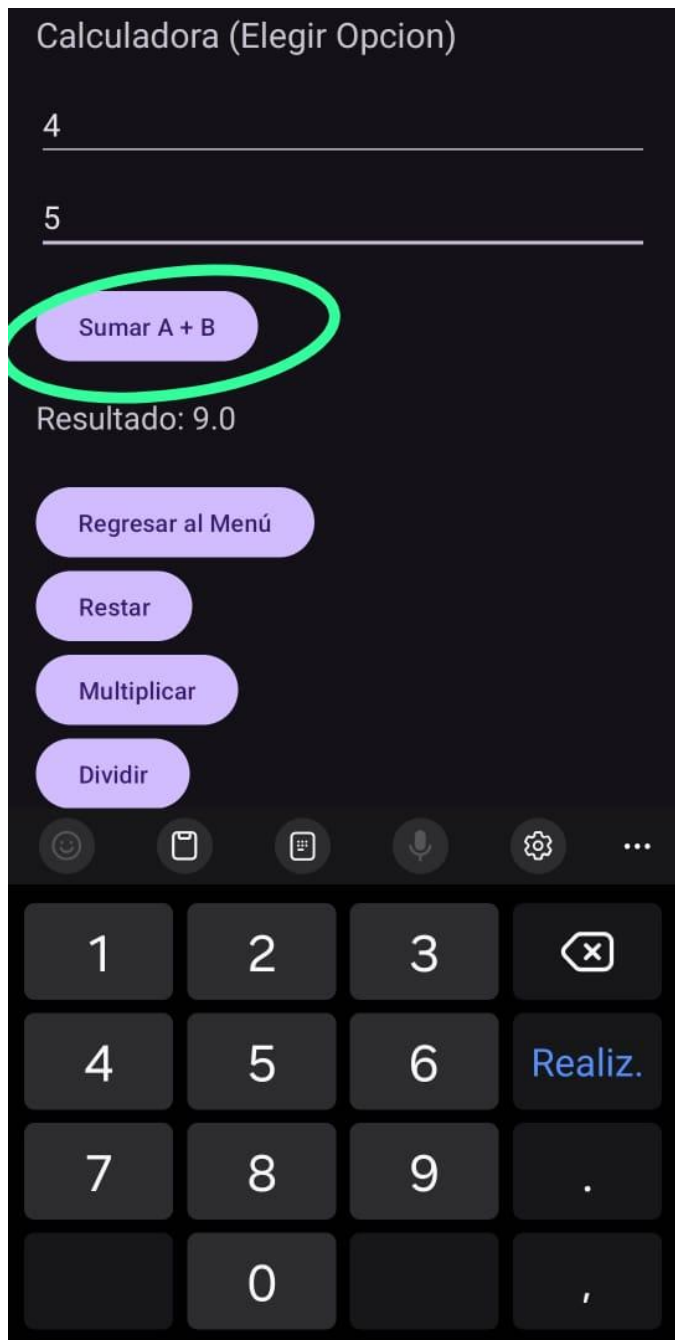 Calculadora (Elegir Opcion)
4
5
Sumar A + B
Resultado: 9.0
Regresar al Menú
Restar
Multiplicar
Dividir
1 2 3
4 5 6 Realiz.
7 8 9 .
0 ,